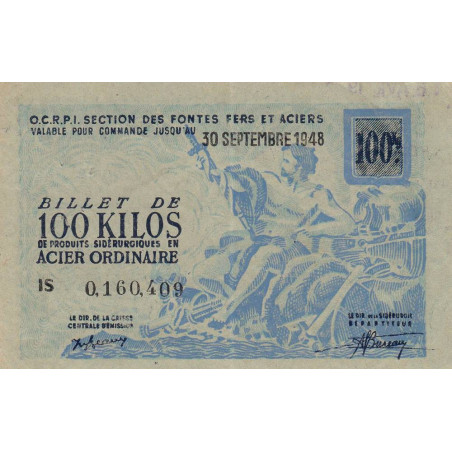 O.C.R.P.I. SECTION DES FONTES FERS ET ACIERS
VALABLE POUR COMMANDE JUSQU'AU
30 SEPTEMBRE 1948
100K.
BILLET DE
100 KILOS
DE PRODUITS SIDÉRURGIQUES EN
ACIER ORDINAIRE
IS 0,160,409
LE DIR. DE LA CAISSE
CENTRALE D'ÉMISSION
LE DIR. DE LA SIDÉRURGIE